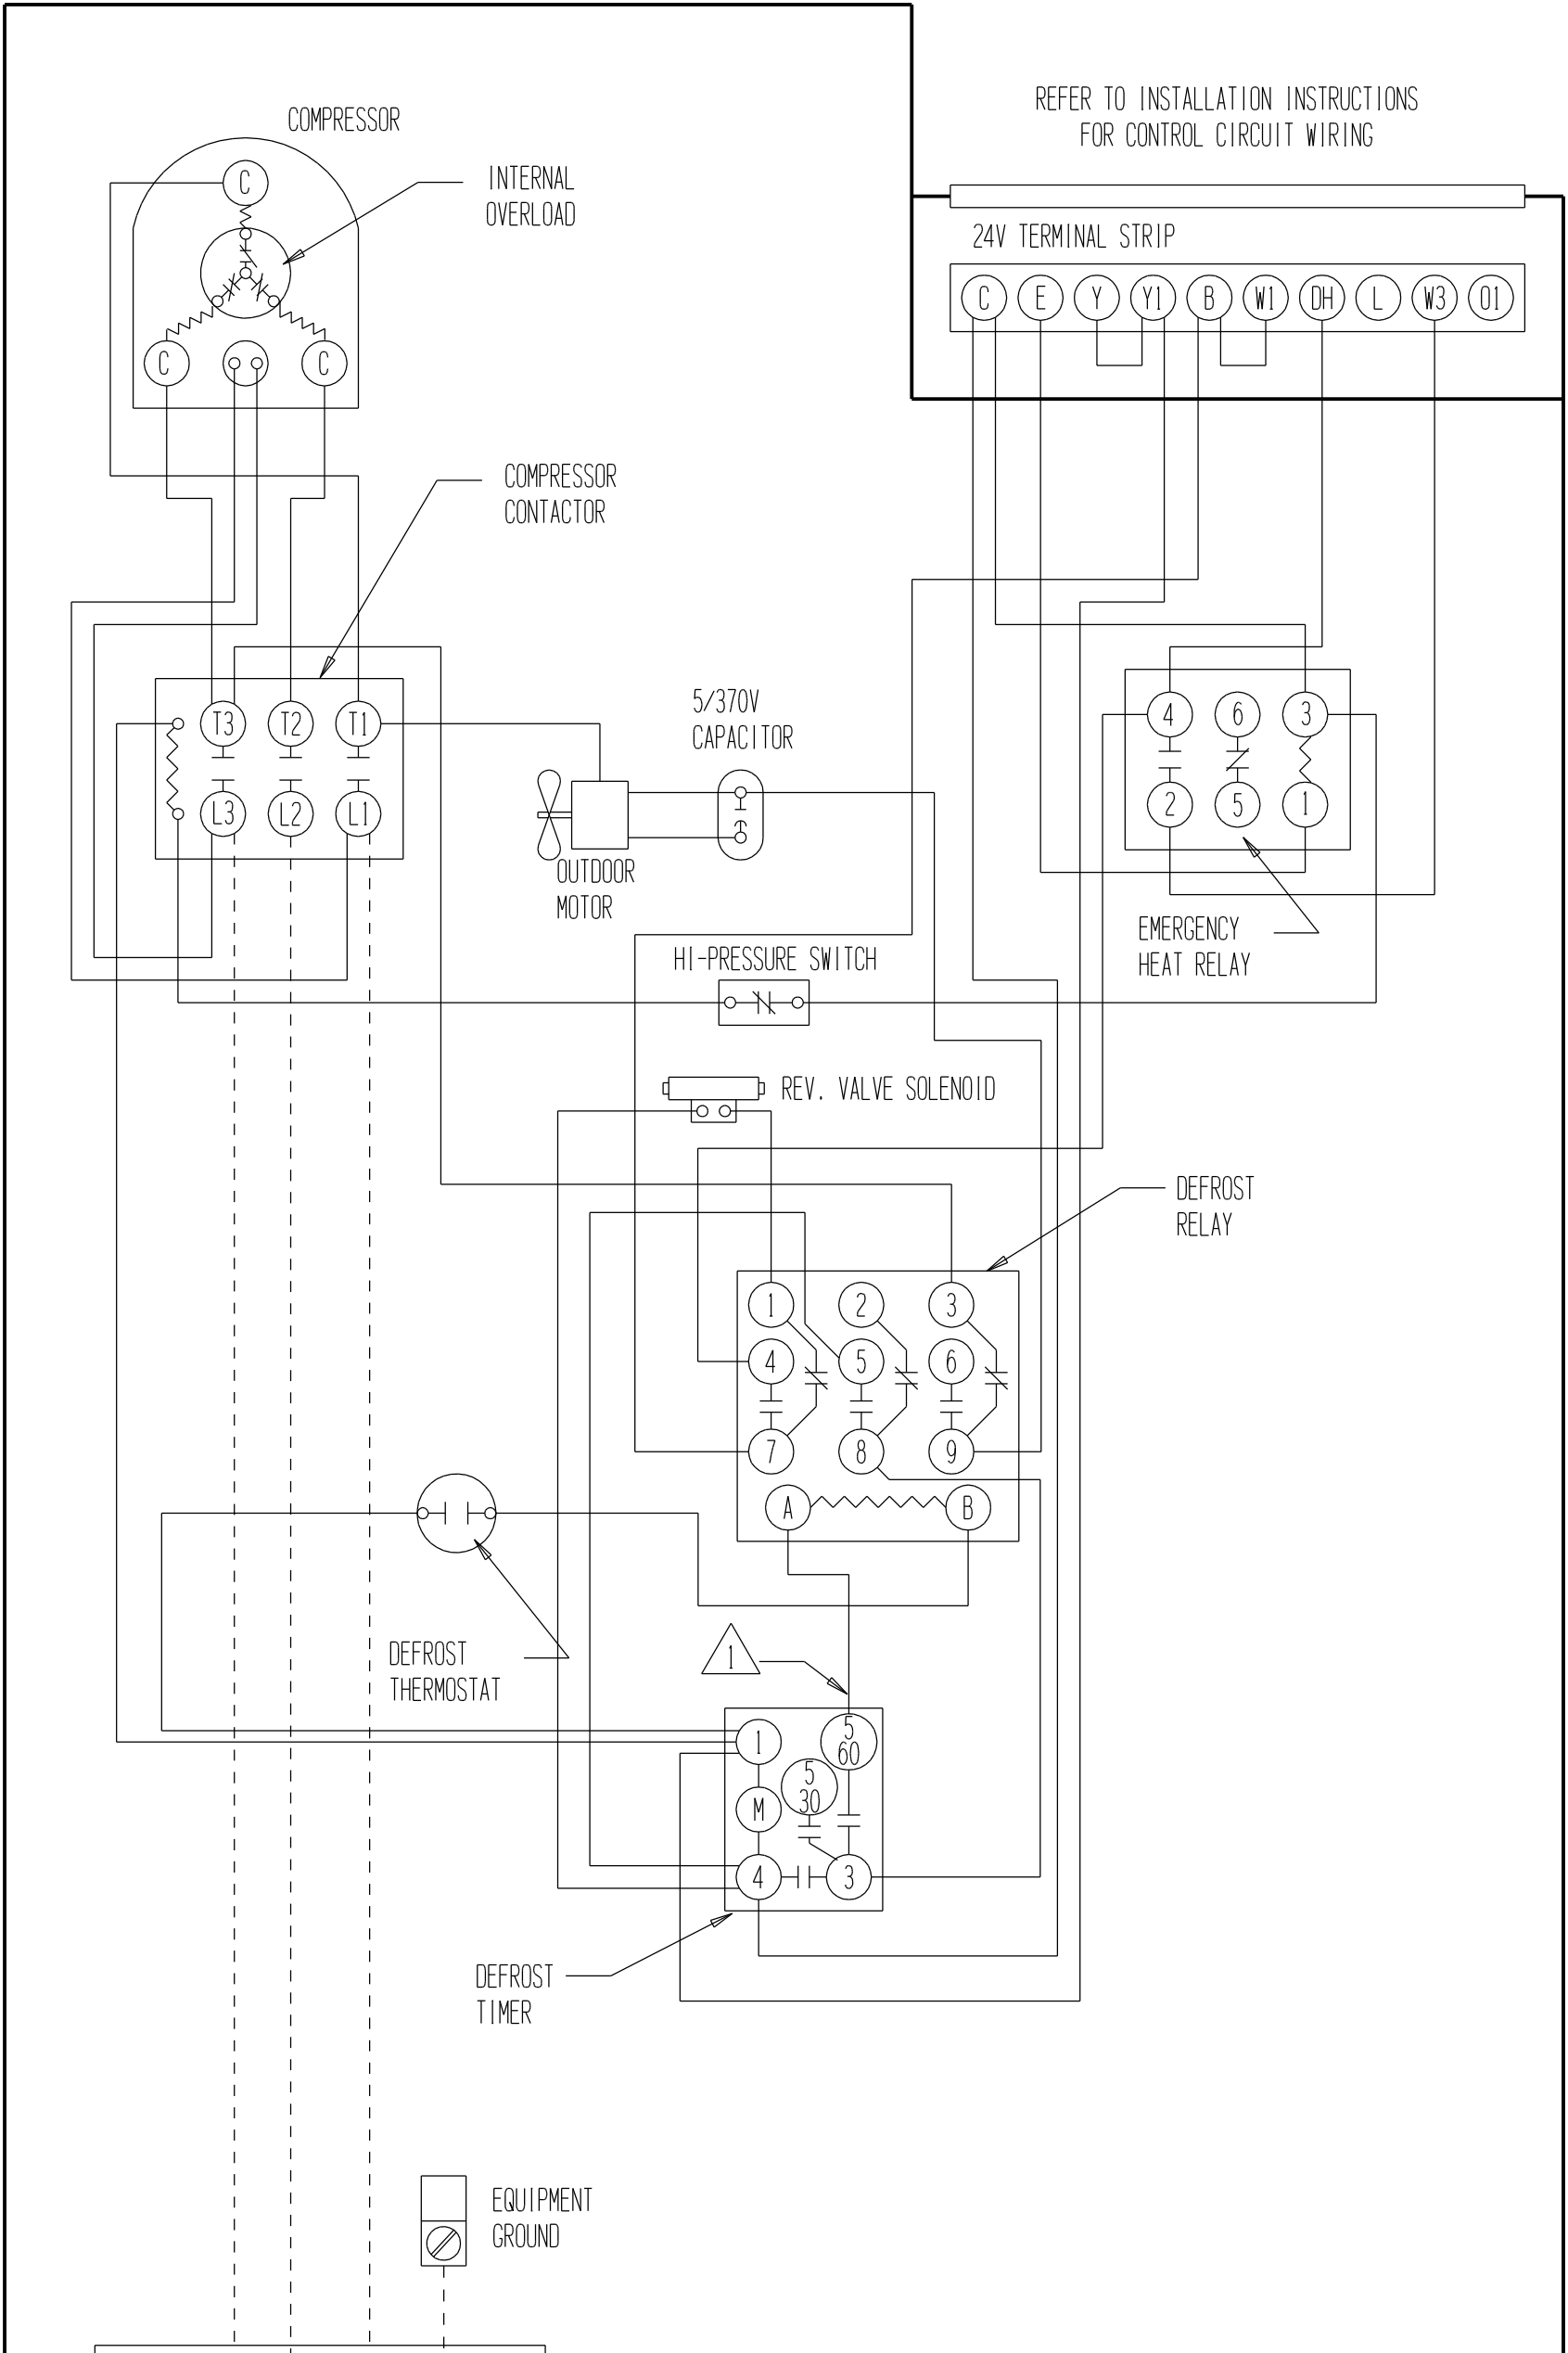 COMPRESSOR
C
INTERNAL
OVERLOAD
C
C
REFER TO INSTALLATION INSTRUCTIONS
FOR CONTROL CIRCUIT WIRING
24V TERMINAL STRIP
C E Y Y1 B W1 DH L W3 O1
COMPRESSOR
CONTACTOR
T3 T2 T1
L3 L2 L1
5/370V
CAPACITOR
OUTDOOR
MOTOR
4 6 3
2 5 1
EMERGENCY
HEAT RELAY
HI-PRESSURE SWITCH
REV. VALVE SOLENOID
DEFROST
RELAY
1 2 3
4 5 6
7 8 9
A B
DEFROST
THERMOSTAT
1
1
5
60
5
30
M
4 3
DEFROST
TIMER
EQUIPMENT
GROUND